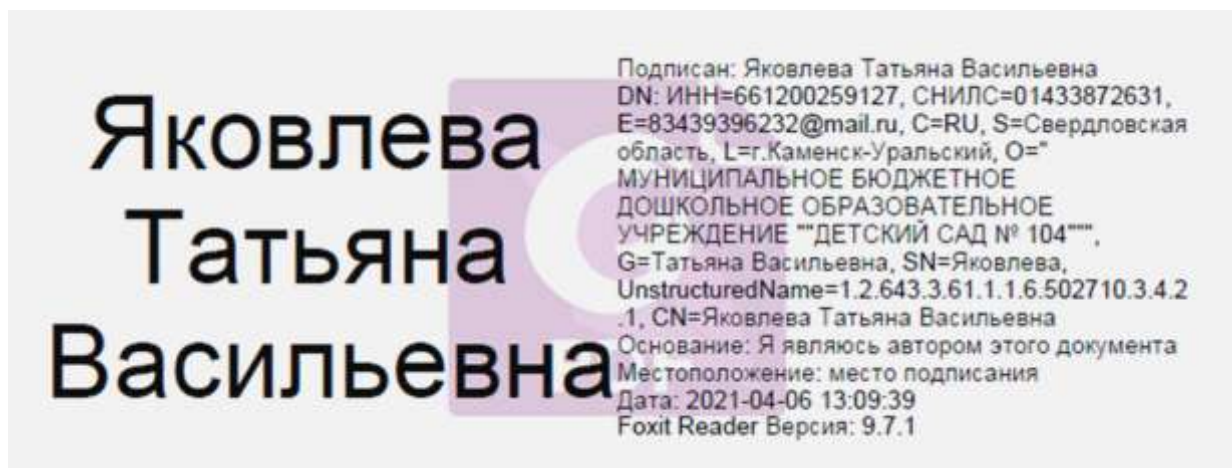 Яковлева
Татьяна
Васильевна
Подписан: Яковлева Татьяна Васильевна
DN: ИНН=661200259127, СНИЛС=01433872631,
E=83439396232@mail.ru, C=RU, S=Свердловская
область, L=г.Каменск-Уральский, O="
МУНИЦИПАЛЬНОЕ БЮДЖЕТНОЕ
ДОШКОЛЬНОЕ ОБРАЗОВАТЕЛЬНОЕ
УЧРЕЖДЕНИЕ ""ДЕТСКИЙ САД № 104""",
G=Татьяна Васильевна, SN=Яковлева,
UnstructuredName=1.2.643.3.61.1.1.6.502710.3.4.2
.1, CN=Яковлева Татьяна Васильевна
Основание: Я являюсь автором этого документа
Местоположение: место подписания
Дата: 2021-04-06 13:09:39
Foxit Reader Версия: 9.7.1